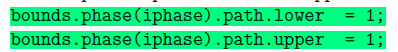 bounds.phase(iphase).path.lower = 1;
bounds.phase(iphase).path.upper = 1;